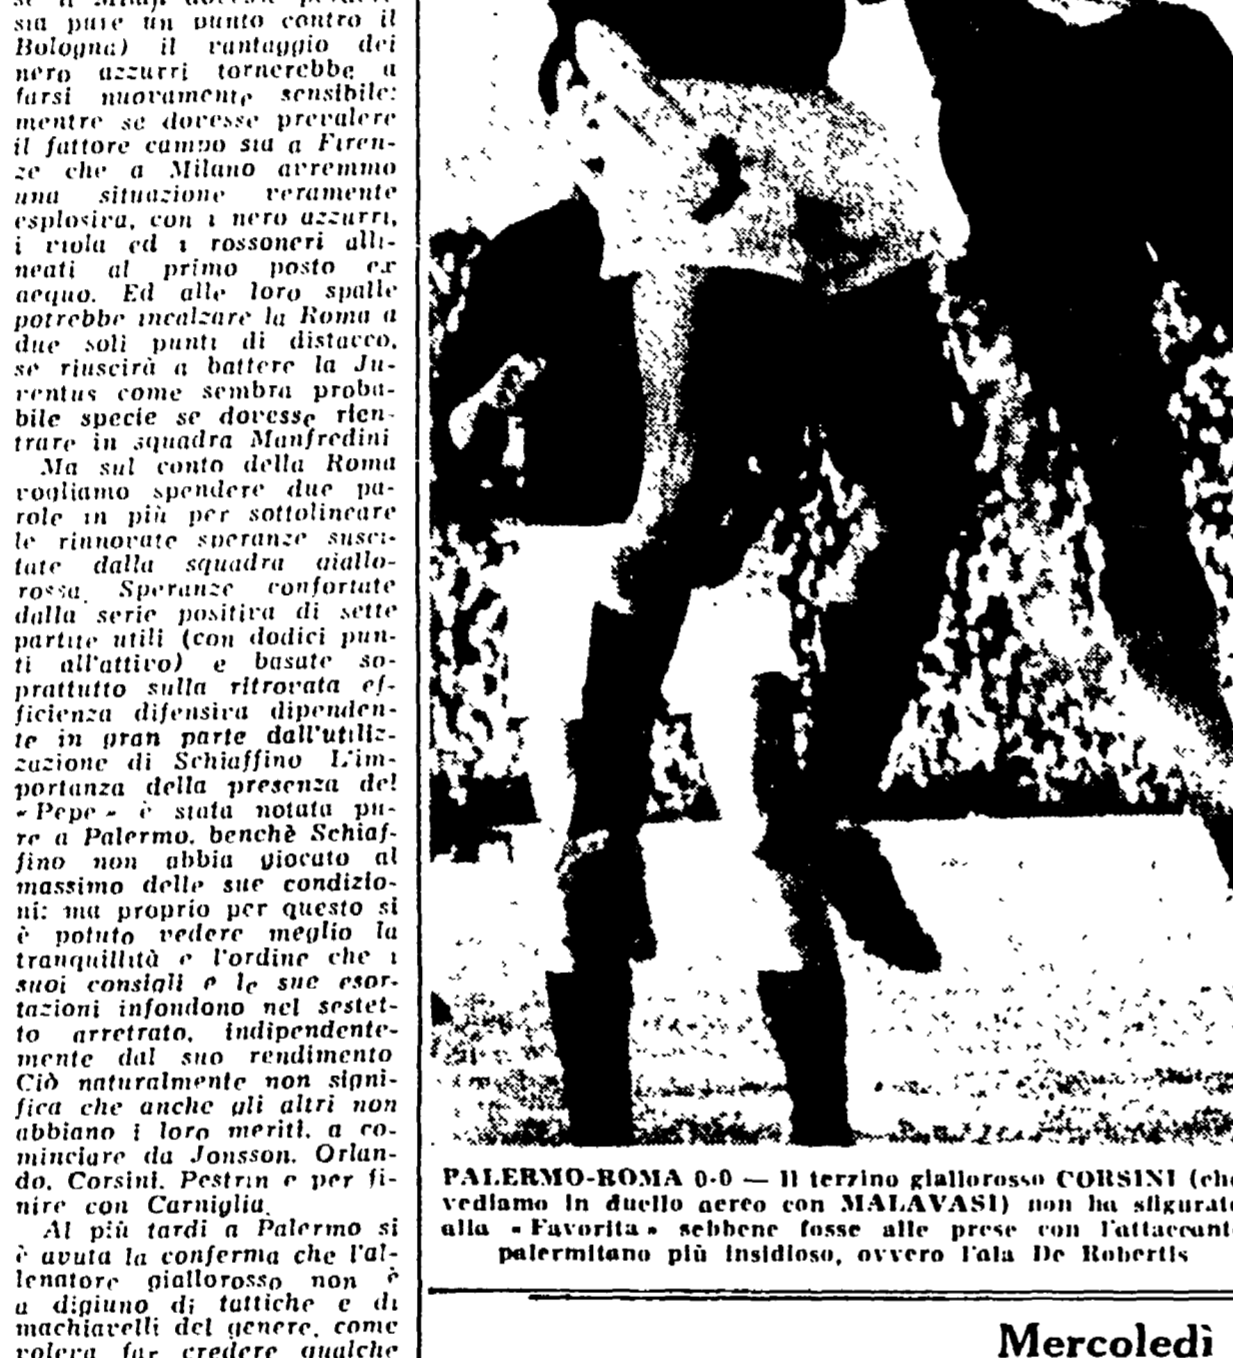 sia pure un punto contro il
Bologna) il vantaggio dei
nero azzurri tornerebbe a
farsi nuovamente sensibile:
mentre se dovesse prevalere
il fattore campo sia a Firen-
ze che a Milano avremmo
una situazione veramente
esplosiva, con i nero azzurri,
i viola ed i rossoneri alli-
neati al primo posto ex
aequo. Ed alle loro spalle
potrebbe incalzare la Roma a
due soli punti di distacco,
se riuscirà a battere la Ju-
ventus come sembra proba-
bile specie se dovesse rien-
trare in squadra Manfredini
Ma sul conto della Roma
vogliamo spendere due pa-
role in più per sottolineare
le rinnovate speranze susci-
tate dalla squadra giallo-
rossa. Speranze confortate
dalla serie positiva di sette
partite utili (con dodici pun-
ti all'attivo) e basate so-
prattutto sulla ritrovata ef-
ficienza difensiva dipenden-
te in gran parte dall'utiliz-
zazione di Schiaffino L'im-
portanza della presenza del
« Pepe » è stata notata pu-
re a Palermo, benchè Schiaf-
fino non abbia giocato al
massimo delle sue condizio-
ni: ma proprio per questo si
è potuto vedere meglio la
tranquillità e l'ordine che i
suoi consigli e le sue esor-
tazioni infondono nel sestet-
to arretrato, indipendente-
mente dal suo rendimento
Ciò naturalmente non signi-
fica che anche gli altri non
abbiano i loro meriti, a co-
minciare da Jonsson, Orlan-
do, Corsini, Pestrin e per fi-
nire con Carniglia.
Al più tardi a Palermo si
è avuta la conferma che l'al-
lenatore giallorosso non è
a digiuno di tattiche e di
machiavelli del genere, come
voleva far credere qualche
PALERMO-ROMA 0-0 — Il terzino giallorosso CORSINI (che
vediamo in duello aereo con MALAVASI) non ha sfigurato
alla « Favorita » sebbene fosse alle prese con l'attaccante
palermitano più insidioso, ovvero l'ala De Robertis
Mercoledì